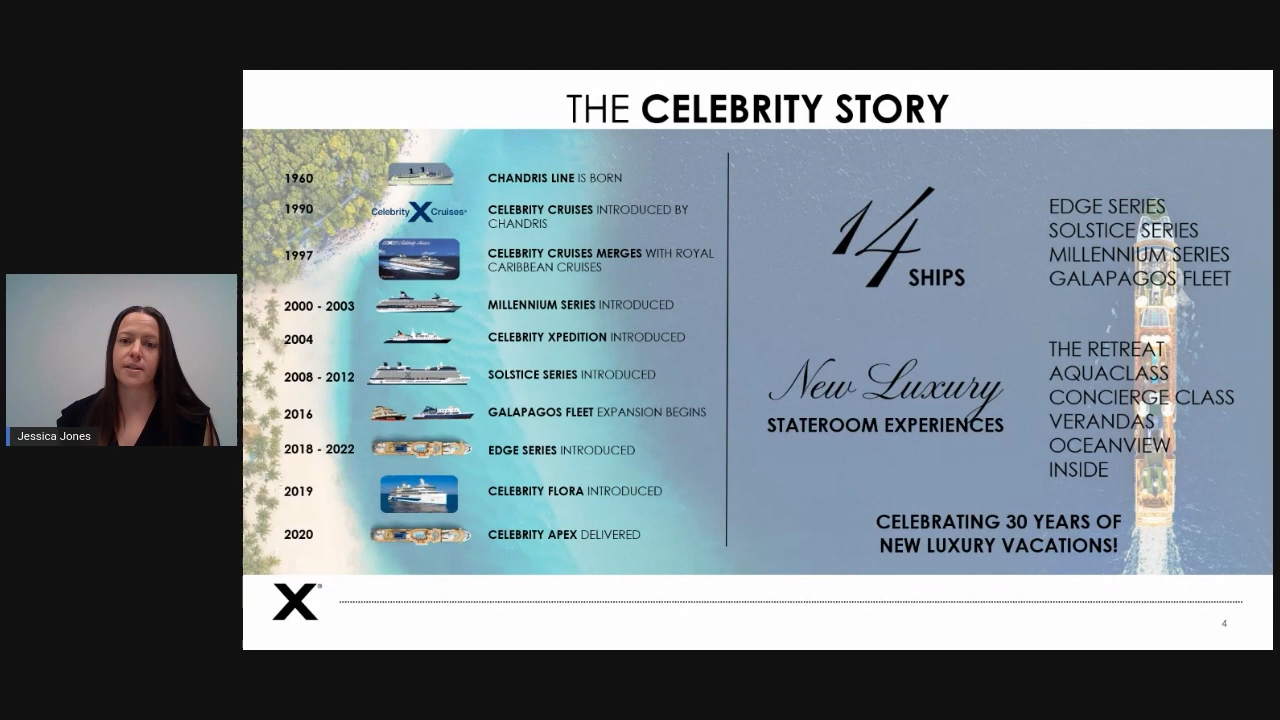 THE CELEBRITY STORY
1960
CHANDRIS LINE IS BORN
1990
Celebrity X Cruises®
CELEBRITY CRUISES INTRODUCED BY
CHANDRIS
1997
CELEBRITY CRUISES MERGES WITH ROYAL
CARIBBEAN CRUISES
2000 - 2003
MILLENNIUM SERIES INTRODUCED
2004
CELEBRITY XPEDITION INTRODUCED
2008 - 2012
SOLSTICE SERIES INTRODUCED
2016
GALAPAGOS FLEET EXPANSION BEGINS
2018 - 2022
EDGE SERIES INTRODUCED
2019
CELEBRITY FLORA INTRODUCED
2020
CELEBRITY APEX DELIVERED
14
SHIPS
EDGE SERIES
SOLSTICE SERIES
MILLENNIUM SERIES
GALAPAGOS FLEET
New Luxury
STATEROOM EXPERIENCES
THE RETREAT
AQUACLASS
CONCIERGE CLASS
VERANDAS
OCEANVIEW
INSIDE
CELEBRATING 30 YEARS OF
NEW LUXURY VACATIONS!
X®
4
Jessica Jones